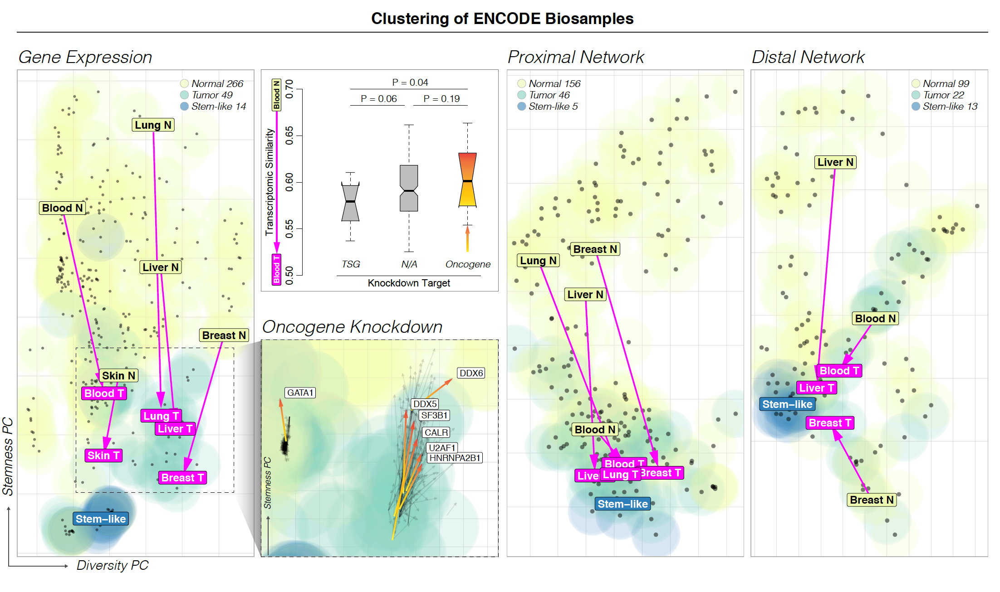 Clustering of ENCODE Biosamples
Gene Expression
Normal 266
Tumor 49
Stem-like 14
Lung N
Blood N
Liver N
Breast N
Skin N
Blood T
Lung T
Liver T
Skin T
Breast T
Stem–like
Stemness PC
Diversity PC
Blood N
Transcriptomic Similarity
Blood T
0.70
0.65
0.60
0.55
0.50
P = 0.04
P = 0.06
P = 0.19
TSG
N/A
Oncogene
Knockdown Target
Oncogene Knockdown
DDX6
GATA1
DDX5
SF3B1
CALR
U2AF1
HNRNPA2B1
Stemness PC
Proximal Network
Normal 156
Tumor 46
Stem-like 5
Breast N
Lung N
Liver N
Blood N
Blood T
Live
Lung T
Breast T
Stem–like
Distal Network
Normal 99
Tumor 22
Stem-like 13
Liver N
Blood N
Blood T
Liver T
Stem–like
Breast T
Breast N